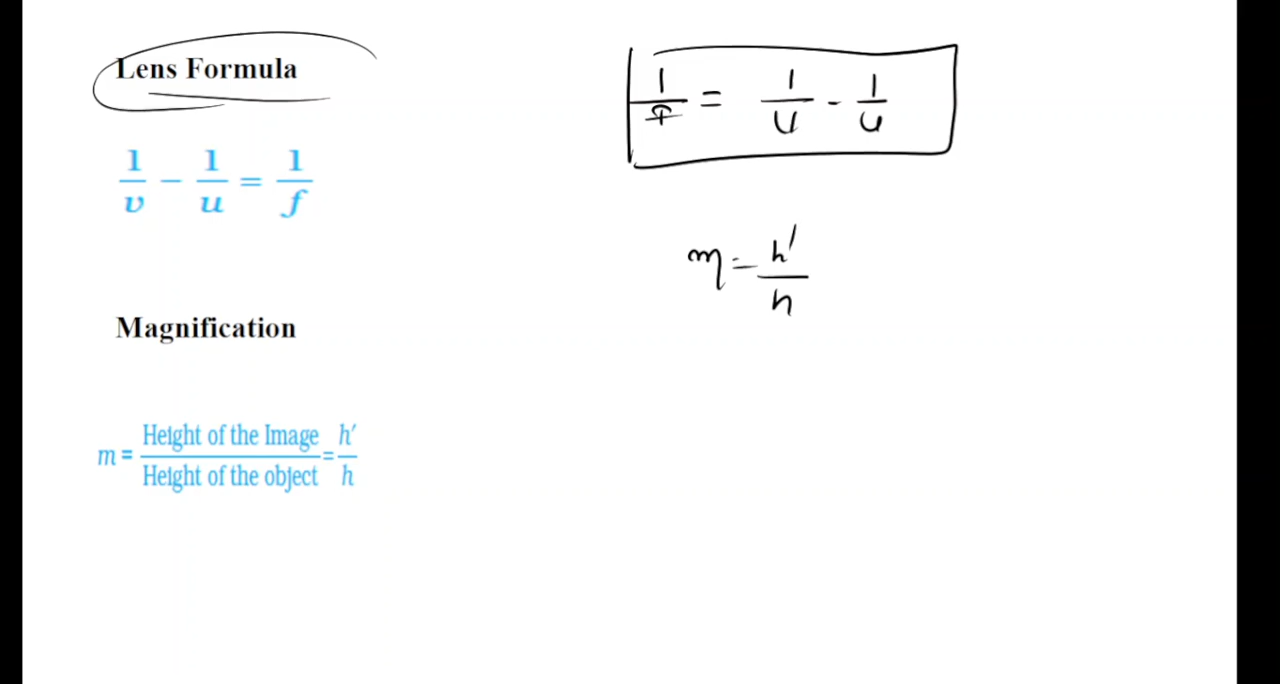 Lens Formula
1/v − 1/u = 1/f
Magnification
m = Height of the Image / Height of the object = h′/h
1/f = 1/v - 1/u
m = h′/h